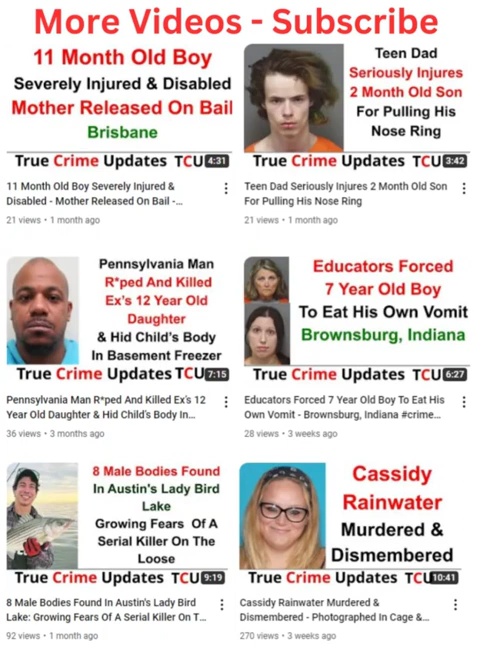 More Videos - Subscribe
11 Month Old Boy
Severely Injured & Disabled
Mother Released On Bail
Brisbane
True Crime Updates TCU 4:31
11 Month Old Boy Severely Injured &
Disabled - Mother Released On Bail -...
21 views • 1 month ago
Teen Dad
Seriously Injures
2 Month Old Son
For Pulling His
Nose Ring
True Crime Updates TCU 3:42
Teen Dad Seriously Injures 2 Month Old Son
For Pulling His Nose Ring
21 views • 1 month ago
Pennsylvania Man
R*ped And Killed
Ex's 12 Year Old
Daughter
& Hid Child's Body
In Basement Freezer
True Crime Updates TCU 7:15
Pennsylvania Man R*ped And Killed Ex's 12
Year Old Daughter & Hid Child's Body In...
36 views • 3 months ago
Educators Forced
7 Year Old Boy
To Eat His Own Vomit
Brownsburg, Indiana
True Crime Updates TCU 6:27
Educators Forced 7 Year Old Boy To Eat His
Own Vomit - Brownsburg, Indiana #crime...
28 views • 3 weeks ago
8 Male Bodies Found
In Austin's Lady Bird
Lake
Growing Fears Of A
Serial Killer On The
Loose
True Crime Updates TCU 9:19
8 Male Bodies Found In Austin's Lady Bird
Lake: Growing Fears Of A Serial Killer On T...
92 views • 1 month ago
Cassidy
Rainwater
Murdered &
Dismembered
True Crime Updates TCU 10:41
Cassidy Rainwater Murdered &
Dismembered - Photographed In Cage &...
270 views • 3 weeks ago